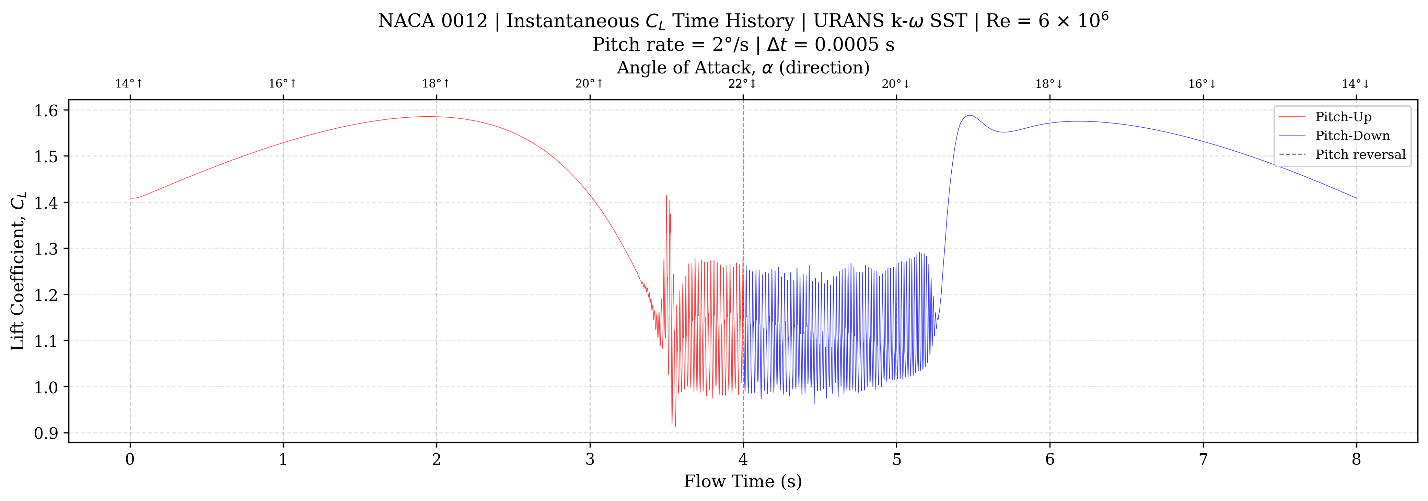 NACA 0012 | Instantaneous $C_L$ Time History | URANS k-ω SST | Re = 6 × 10⁶
Pitch rate = 2°/s | Δt = 0.0005 s
Angle of Attack, α (direction)
14°↑ 16°↑ 18°↑ 20°↑ 22°↓ 20°↓ 18°↓ 16°↓ 14°↓
1.6
1.5
1.4
1.3
1.2
1.1
1.0
0.9
Lift Coefficient, $C_L$
Pitch-Up
Pitch-Down
Pitch reversal
0 1 2 3 4 5 6 7 8
Flow Time (s)